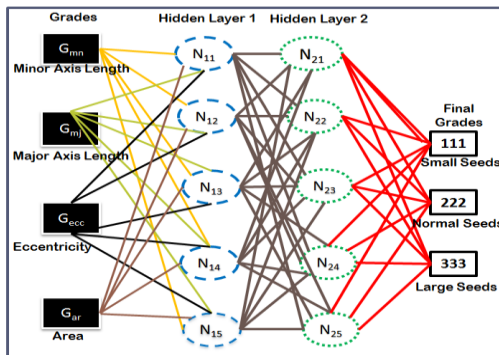 Grades Hidden Layer 1 Hidden Layer 2
Gmn N11 N21
Minor Axis Length
Final
Grades
N12 N22
Gmj
111
Major Axis Length
Small Seeds
N13 N23
222
Gecc
Normal Seeds
Eccentricity
N14 N24
333
Large Seeds
Gar
N15 N25
Area